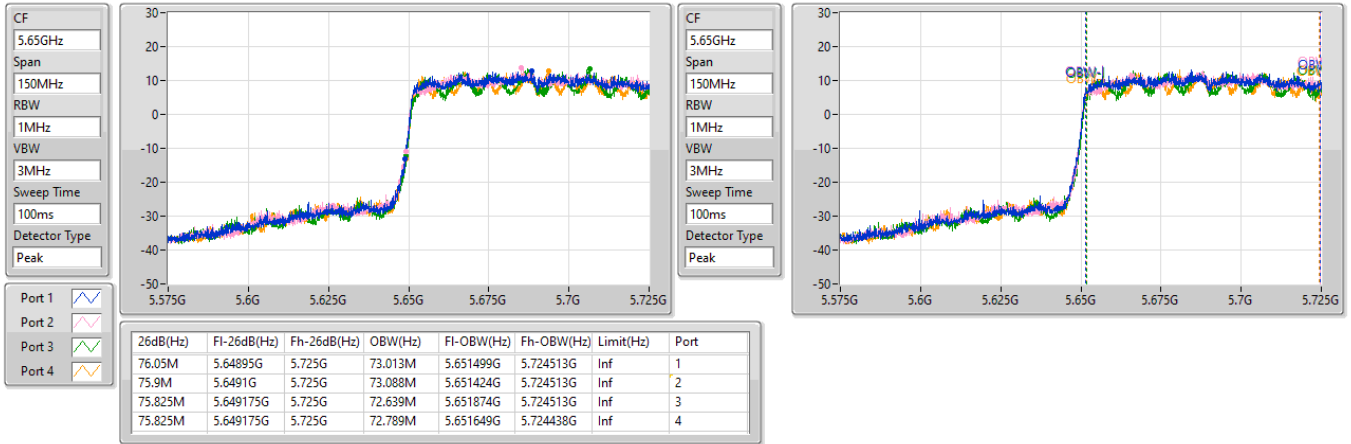 CF
5.65GHz
Span
150MHz
RBW
1MHz
VBW
3MHz
Sweep Time
100ms
Detector Type
Peak
30
20
10
0
-10
-20
-30
-40
-50
5.575G 5.6G 5.625G 5.65G 5.675G 5.7G 5.725G
CF
5.65GHz
Span
150MHz
RBW
1MHz
VBW
3MHz
Sweep Time
100ms
Detector Type
Peak
30
20
10
0
-10
-20
-30
-40
-50
OBW-
OBW
5.575G 5.6G 5.625G 5.65G 5.675G 5.7G 5.725G
Port 1
Port 2
Port 3
Port 4
26dB(Hz) Fl-26dB(Hz) Fh-26dB(Hz) OBW(Hz) Fl-OBW(Hz) Fh-OBW(Hz) Limit(Hz) Port
76.05M 5.64895G 5.725G 73.013M 5.651499G 5.724513G Inf 1
75.9M 5.6491G 5.725G 73.088M 5.651424G 5.724513G Inf 2
75.825M 5.649175G 5.725G 72.639M 5.651874G 5.724513G Inf 3
75.825M 5.649175G 5.725G 72.789M 5.651649G 5.724438G Inf 4